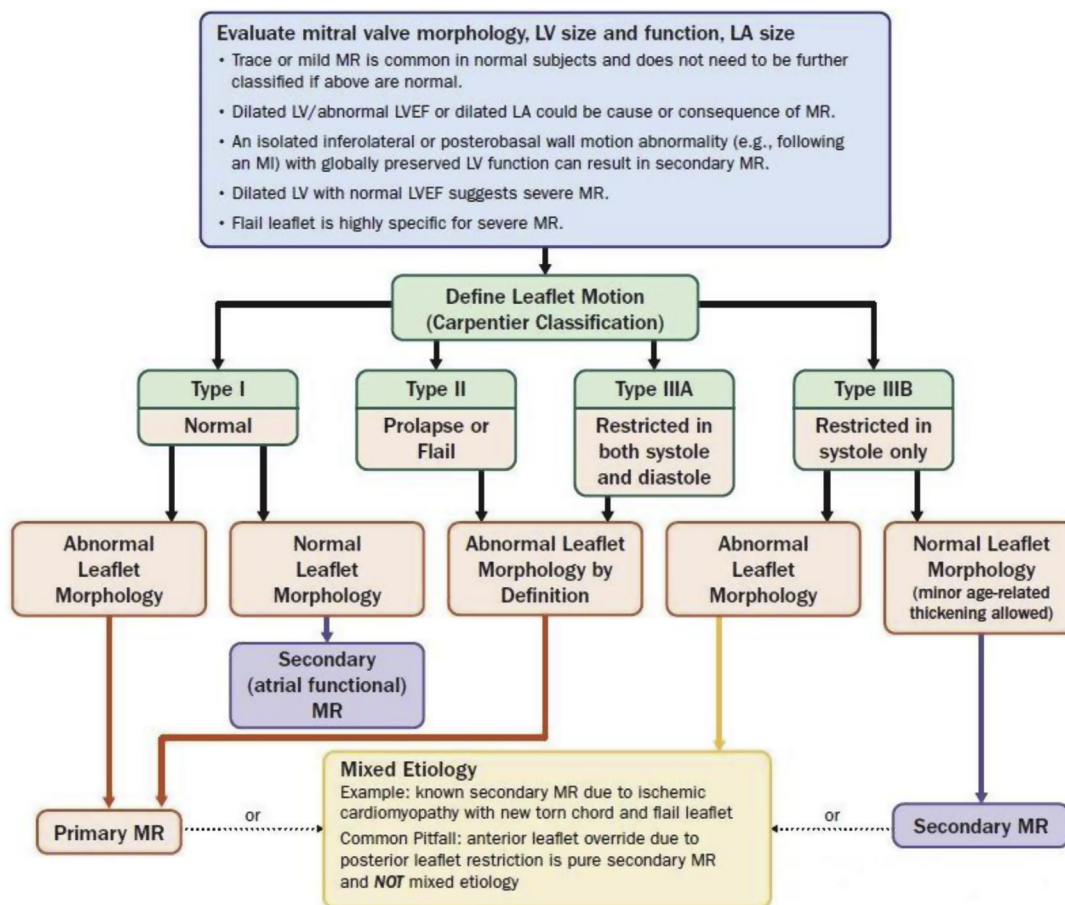 Evaluate mitral valve morphology, LV size and function, LA size
• Trace or mild MR is common in normal subjects and does not need to be further
classified if above are normal.
• Dilated LV/abnormal LVEF or dilated LA could be cause or consequence of MR.
• An isolated inferolateral or posterobasal wall motion abnormality (e.g., following
an MI) with globally preserved LV function can result in secondary MR.
• Dilated LV with normal LVEF suggests severe MR.
• Flail leaflet is highly specific for severe MR.
Define Leaflet Motion
(Carpentier Classification)
Type I
Normal
Type II
Prolapse or
Flail
Type IIIA
Restricted in
both systole
and diastole
Type IIIB
Restricted in
systole only
Abnormal
Leaflet
Morphology
Normal
Leaflet
Morphology
Abnormal Leaflet
Morphology by
Definition
Abnormal
Leaflet
Morphology
Normal Leaflet
Morphology
(minor age-related
thickening allowed)
Secondary
(atrial functional)
MR
Primary MR
or
Mixed Etiology
Example: known secondary MR due to ischemic
cardiomyopathy with new torn chord and flail leaflet
Common Pitfall: anterior leaflet override due to
posterior leaflet restriction is pure secondary MR
and NOT mixed etiology
or
Secondary MR